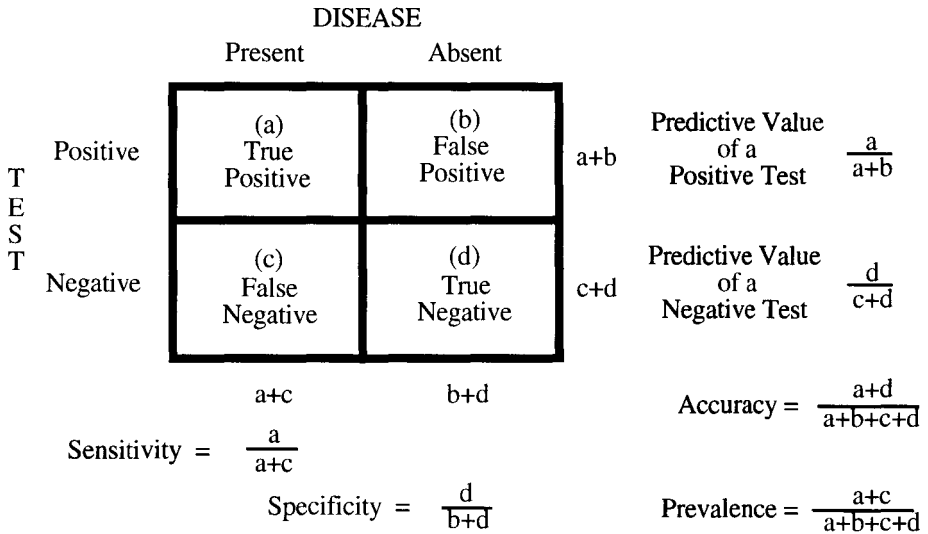 DISEASE
Present Absent
TEST
Positive
(a)
True
Positive
(b)
False
Positive
a+b
Predictive Value
of a
Positive Test
a
a+b
Negative
(c)
False
Negative
(d)
True
Negative
c+d
Predictive Value
of a
Negative Test
d
c+d
a+c b+d
Accuracy = a+d
a+b+c+d
Sensitivity = a
a+c
Specificity = d
b+d
Prevalence = a+c
a+b+c+d